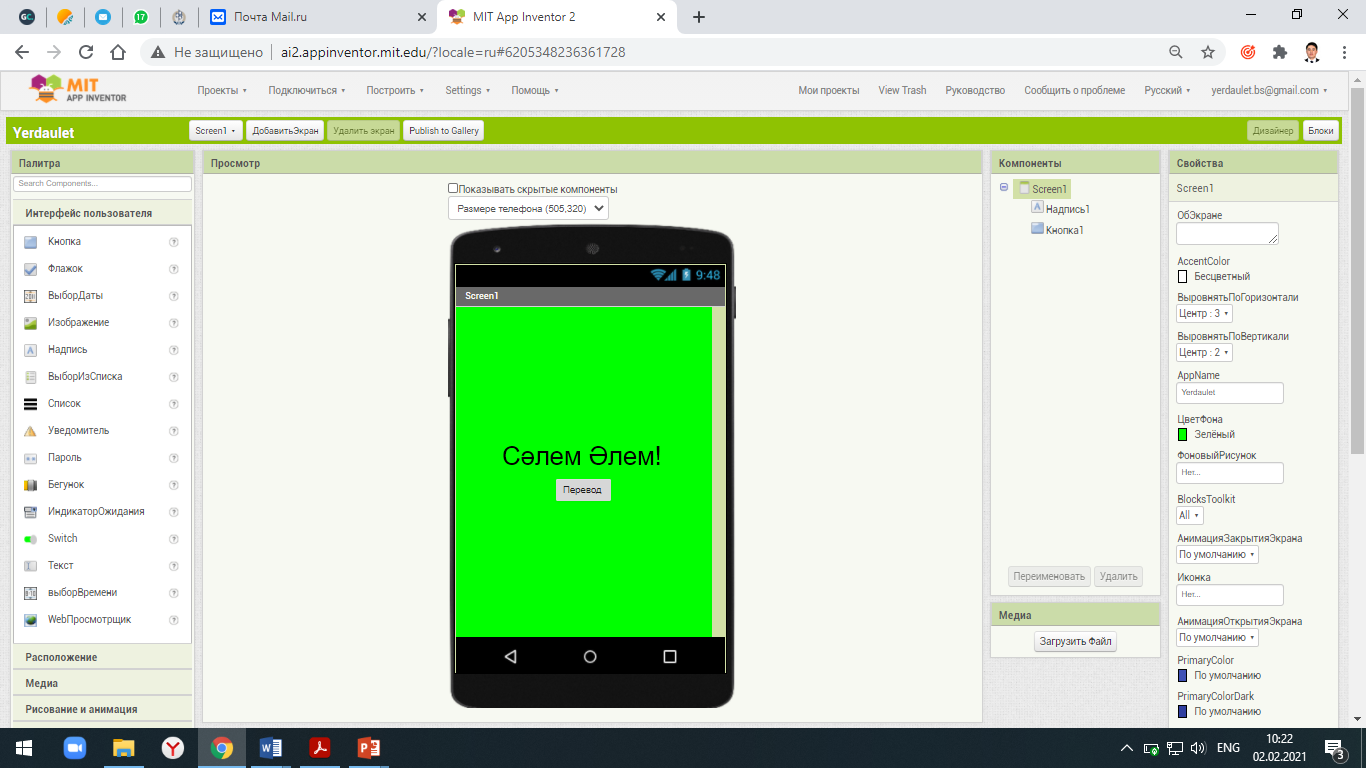 Почта Mail.ru
MIT App Inventor 2
Не защищено
ai2.appinventor.mit.edu/?locale=ru#6205348236361728
MIT
APP INVENTOR
Проекты
Подключиться
Построить
Settings
Помощь
Мои проекты
View Trash
Руководство
Сообщить о проблеме
Русский
yerdaulet.bs@gmail.com
Yerdaulet
Screen1
ДобавитьЭкран
Удалить экран
Publish to Gallery
Дизайнер
Блоки
Палитра
Search Components...
Интерфейс пользователя
Кнопка
Флажок
ВыборДаты
Изображение
Надпись
ВыборИзСписка
Список
Уведомитель
Пароль
Бегунок
ИндикаторОжидания
Switch
Текст
выборВремени
WebПросмотрщик
Расположение
Медиа
Рисование и анимация
Просмотр
Показывать скрытые компоненты
Размере телефона (505,320)
9:48
Screen1
Сәлем Әлем!
Перевод
Компоненты
Screen1
Надпись1
Кнопка1
Переименовать
Удалить
Медиа
Загрузить Файл
Свойства
Screen1
ОбЭкране
AccentColor
Бесцветный
ВыровнятьПоГоризонтали
Центр : 3
ВыровнятьПоВертикали
Центр : 2
AppName
Yerdaulet
ЦветФона
Зелёный
ФоновыйРисунок
Нет...
BlocksToolkit
All
АнимацияЗакрытияЭкрана
По умолчанию
Иконка
Нет...
АнимацияОткрытияЭкрана
По умолчанию
PrimaryColor
По умолчанию
PrimaryColorDark
По умолчанию
ENG
10:22
02.02.2021
3